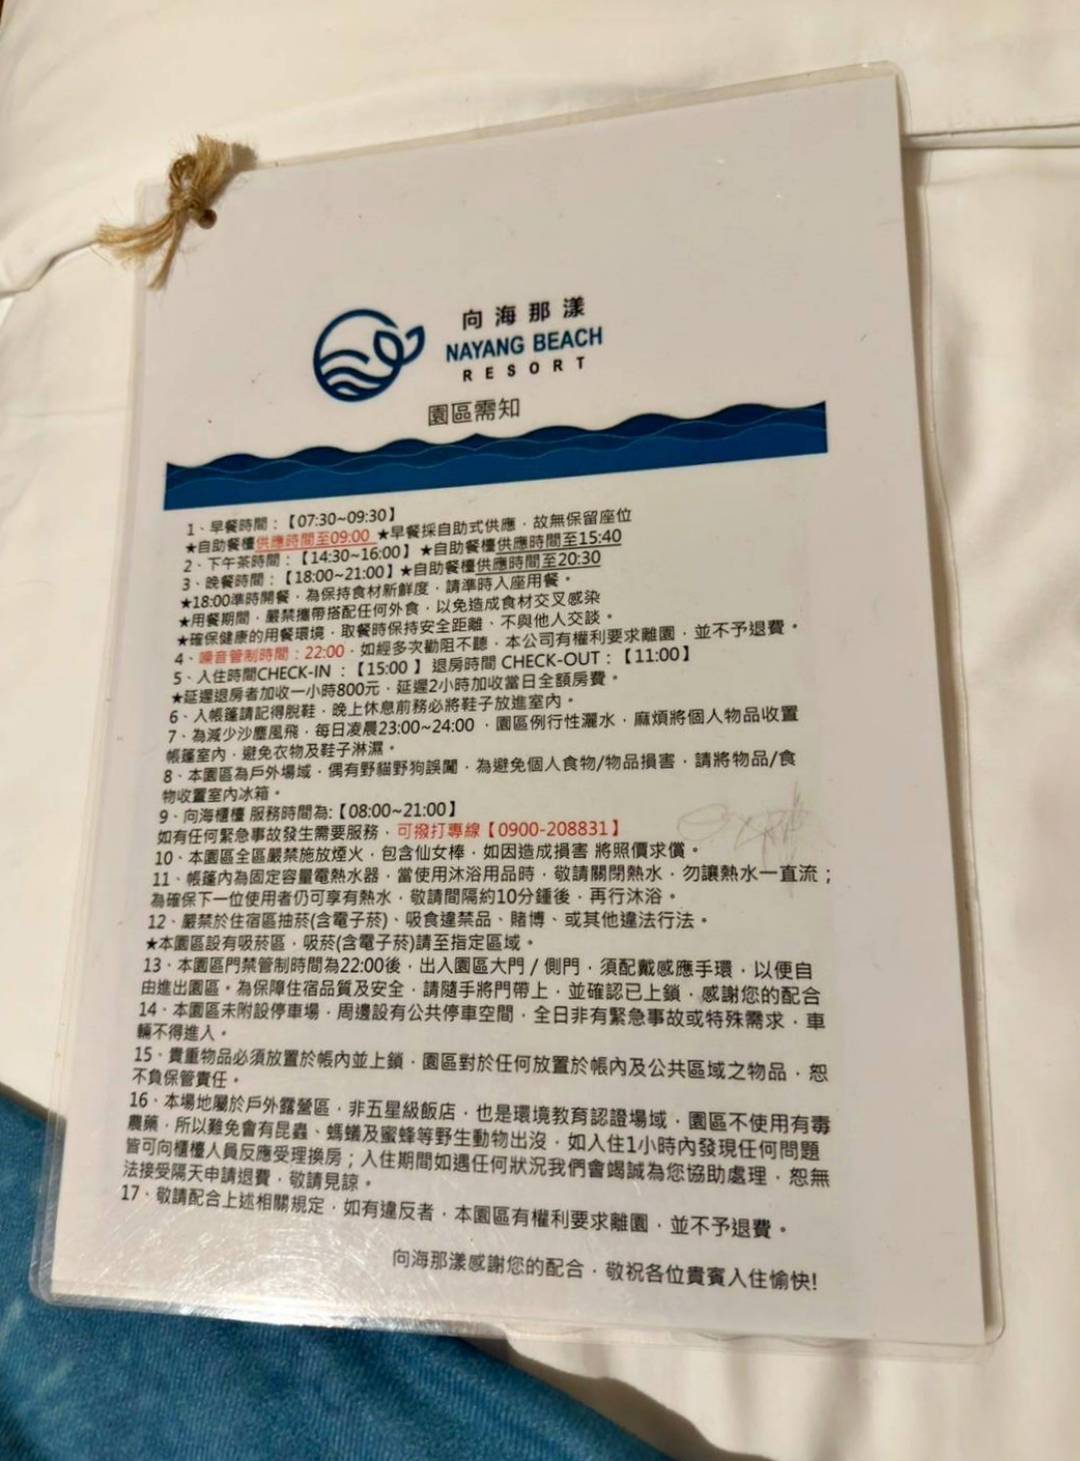 向海那漾
NAYANG BEACH
RESORT
園區需知
1、早餐時間：【07:30~09:30】
★自助餐檯供應時間至09:00 ★早餐採自助式供應，故無保留座位
2、下午茶時間：【14:30~16:00】★自助餐檯供應時間至15:40
3、晚餐時間：【18:00~21:00】★自助餐檯供應時間至20:30
★18:00準時開餐，為保持食材新鮮度，請準時入座用餐。
★用餐期間，嚴禁攜帶搭配任何外食，以免造成食材交叉感染
★確保健康的用餐環境，取餐時保持安全距離、不與他人交談。
4、噪音管制時間：22:00，如經多次勸阻不聽，本公司有權利要求離園，並不予退費。
5、入住時間CHECK-IN ：【15:00 】 退房時間 CHECK-OUT：【11:00】
★延遲退房者加收一小時800元，延遲2小時加收當日全額房費。
6、入帳篷請記得脫鞋，晚上休息前務必將鞋子放進室內。
7、為減少沙塵風飛，每日凌晨23:00~24:00 ，園區例行性灑水，麻煩將個人物品收置
帳篷室內，避免衣物及鞋子淋濕。
8、本園區為戶外場域，偶有野貓野狗誤闖，為避免個人食物/物品損害，請將物品/食
物收置室內冰箱。
9、向海櫃檯 服務時間為:【08:00~21:00】
如有任何緊急事故發生需要服務，可撥打專線【0900-208831】
10、本園區全區嚴禁施放煙火，包含仙女棒，如因造成損害 將照價求償。
11、帳篷內為固定容量電熱水器，當使用沐浴用品時，敬請關閉熱水，勿讓熱水一直流；
為確保下一位使用者仍可享有熱水，敬請間隔約10分鍾後，再行沐浴。
12、嚴禁於住宿區抽菸(含電子菸)、吸食違禁品、賭博、或其他違法行法。
★本園區設有吸菸區，吸菸(含電子菸)請至指定區域。
13、本園區門禁管制時間為22:00後，出入園區大門 / 側門，須配戴感應手環，以便自
由進出園區。為保障住宿品質及安全，請隨手將門帶上，並確認已上鎖，感謝您的配合
14、本園區未附設停車場，周邊設有公共停車空間，全日非有緊急事故或特殊需求，車
輛不得進入。
15、貴重物品必須放置於帳內並上鎖，園區對於任何放置於帳內及公共區域之物品，恕
不負保管責任。
16、本場地屬於戶外露營區，非五星級飯店，也是環境教育認證場域，園區不使用有毒
農藥，所以難免會有昆蟲、螞蟻及蜜蜂等野生動物出沒，如入住1小時內發現任何問題
皆可向櫃檯人員反應受理換房；入住期間如遇任何狀況我們會竭誠為您協助處理，恕無
法接受隔天申請退費，敬請見諒。
17、敬請配合上述相關規定，如有違反者，本園區有權利要求離園，並不予退費。
向海那漾感謝您的配合，敬祝各位貴賓入住愉快!